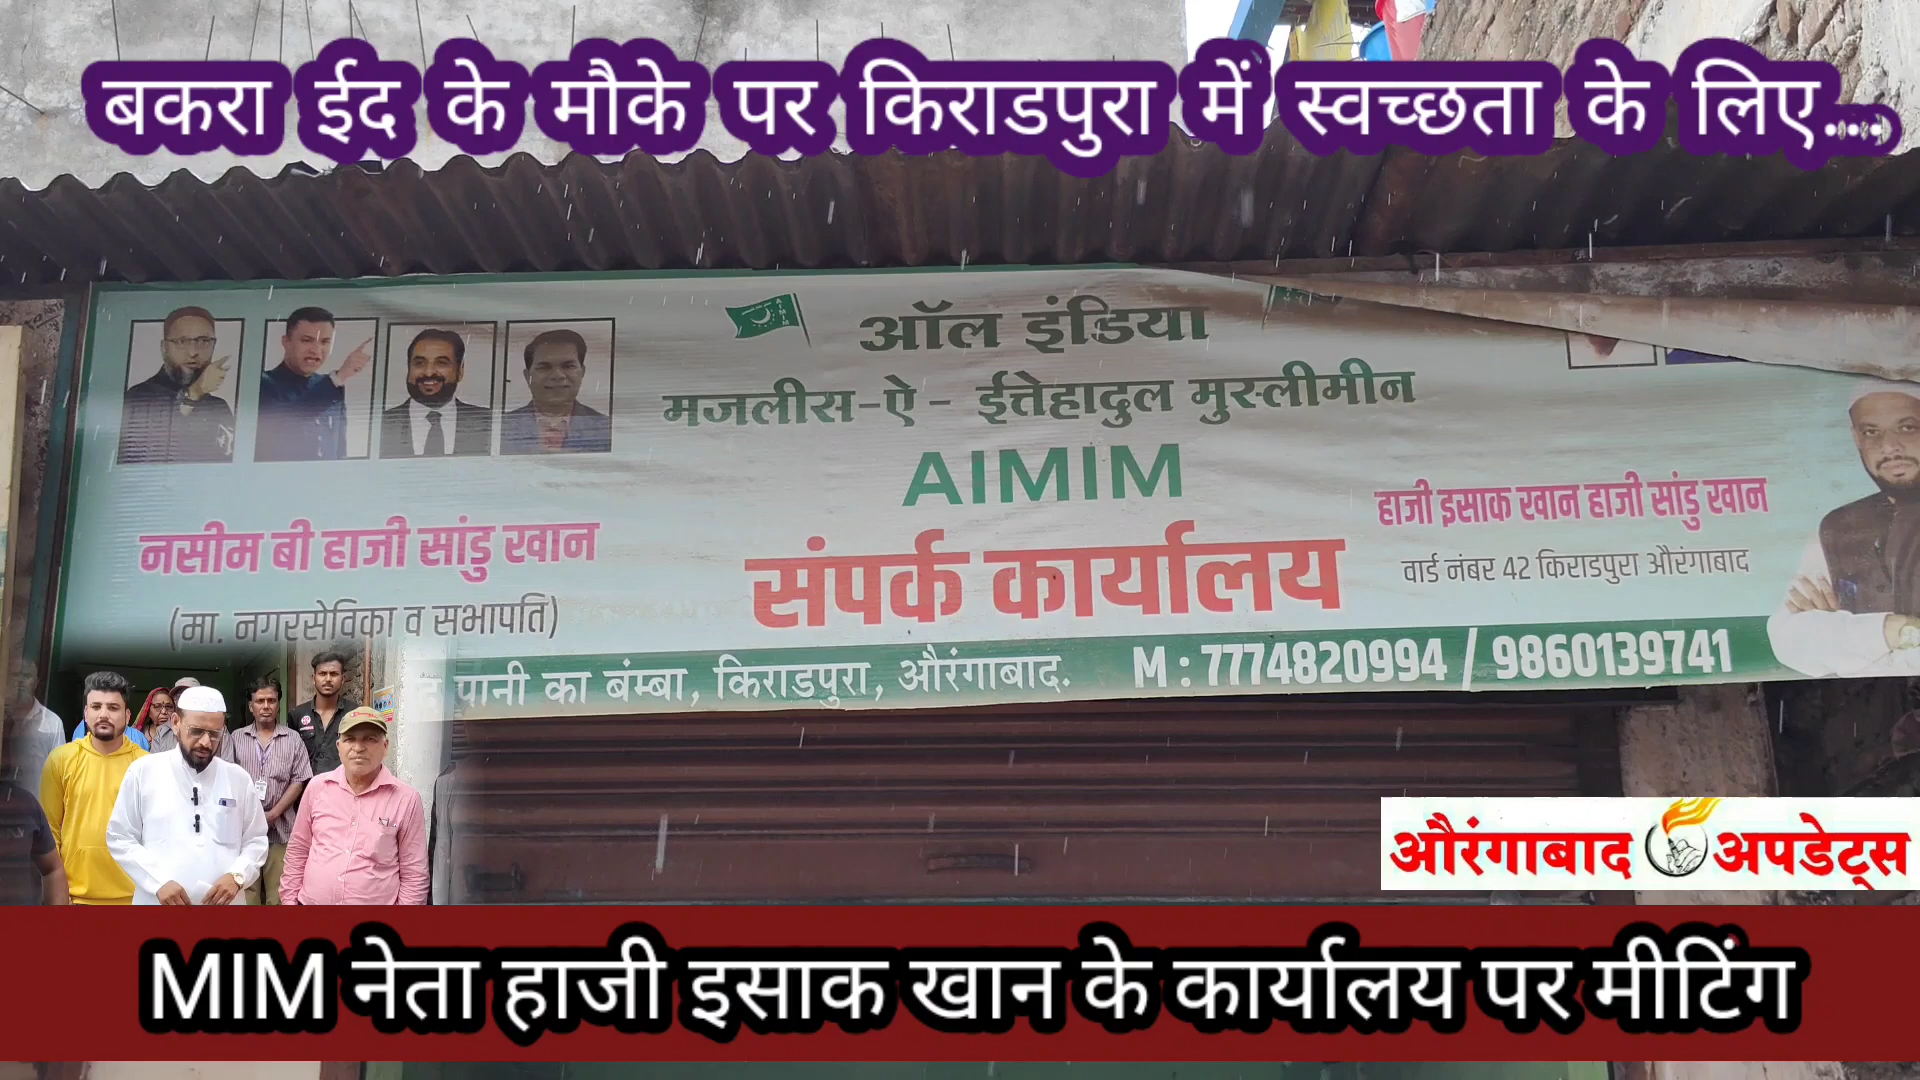 बकरा ईद के मौके पर किराडपुरा में स्वच्छता के लिए....
ऑल इंडिया
मजलीस-ऐ - ईत्तेहादुल मुस्लीमीन
AIMIM
संपर्क कार्यालय
नसीम बी हाजी सांडु खान
(मा. नगरसेविका व सभापति)
हाजी इसाक खान हाजी सांडु खान
वार्ड नंबर 42 किराडपुरा औरंगाबाद
पानी का बंम्बा, किराडपुरा, औरंगाबाद. M : 7774820994 / 9860139741
औरंगाबाद अपडेट्स
MIM नेता हाजी इसाक खान के कार्यालय पर मीटिंग